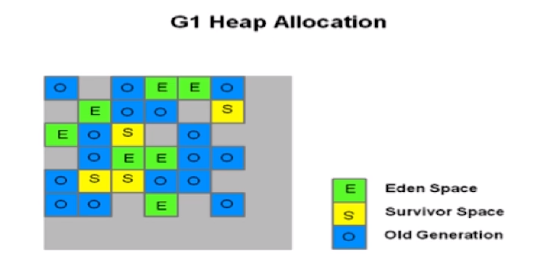 G1 Heap Allocation
O O E E O
E O O S
E O S O
O E E O O
O S S O O
O O E O
E Eden Space
S Survivor Space
O Old Generation